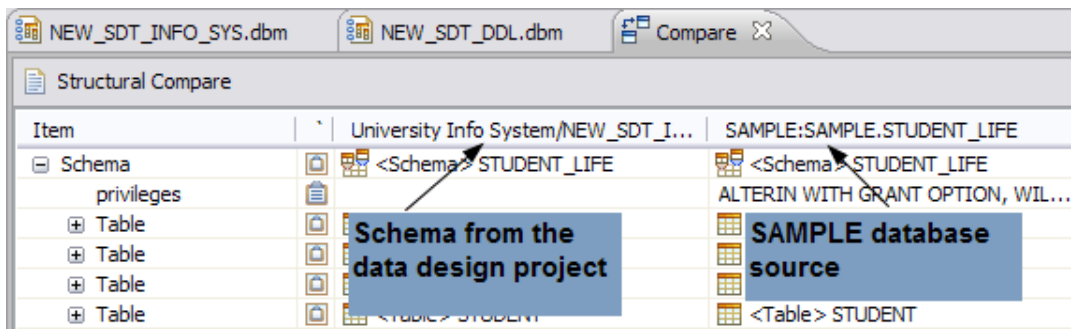 NEW_SDT_INFO_SYS.dbm NEW_SDT_DDL.dbm Compare
Structural Compare
Item University Info System/NEW_SDT_I... SAMPLE:SAMPLE.STUDENT_LIFE
Schema <Schema> STUDENT_LIFE <Schema> STUDENT_LIFE
privileges ALTERIN WITH GRANT OPTION, WIL...
Table
Table
Table
Table <Table> STUDENT <Table> STUDENT
Schema from the
data design project
SAMPLE database
source